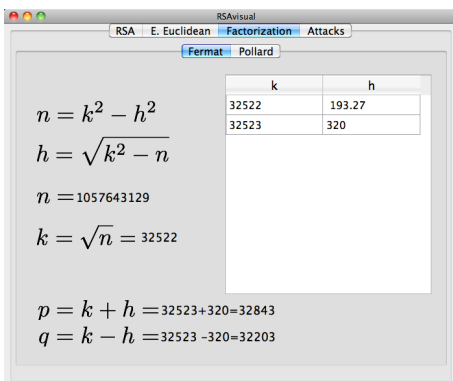 RSAvisual
RSA E. Euclidean Factorization Attacks
Fermat Pollard
k h
32522 193.27
32523 320
n = k² − h²
h = √(k² − n)
n = 1057643129
k = √n = 32522
p = k + h = 32523+320=32843
q = k − h = 32523 -320=32203